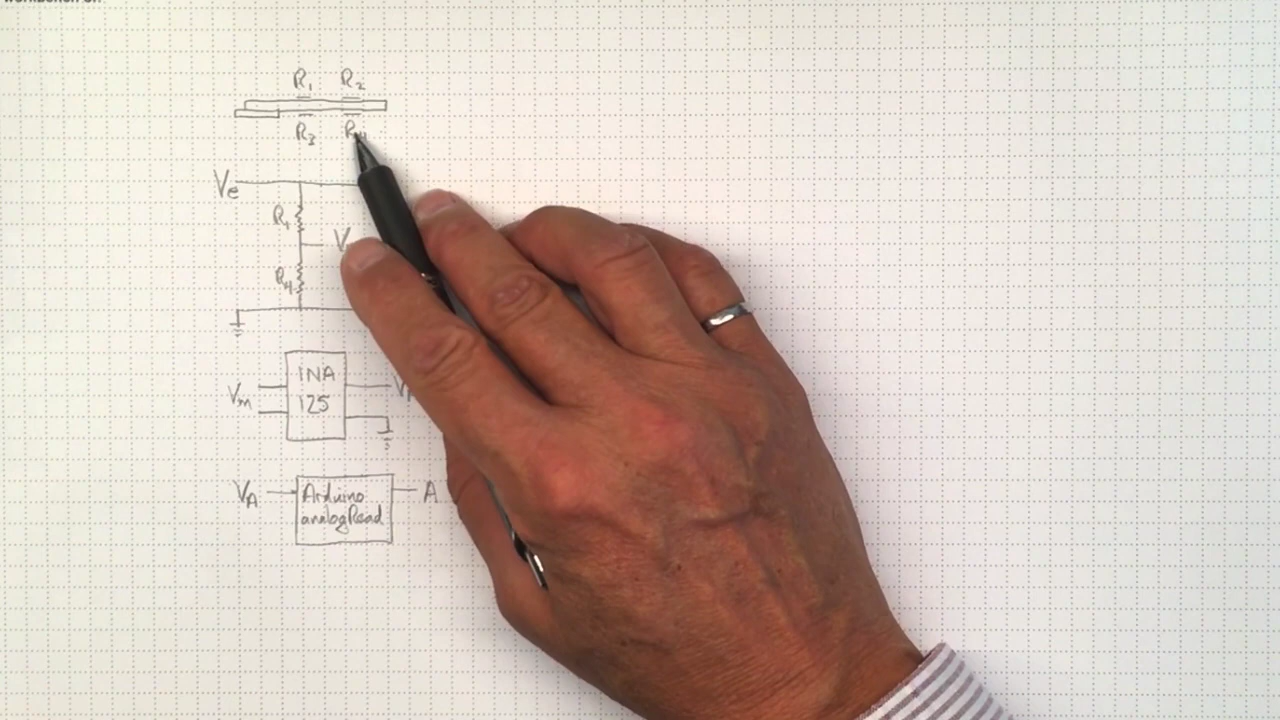 R1 R2
R3 R4
Ve
R1
V
R4
INA
125
Vm
VA Arduino A
analogRead